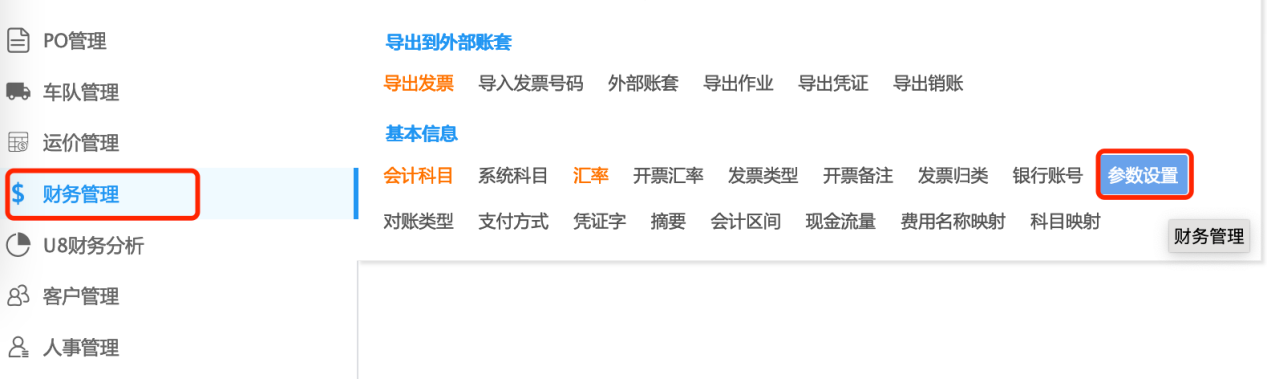 PO管理
车队管理
运价管理
$ 财务管理
U8财务分析
客户管理
人事管理
导出到外部账套
导出发票 导入发票号码 外部账套 导出作业 导出凭证 导出销账
基本信息
会计科目 系统科目 汇率 开票汇率 发票类型 开票备注 发票归类 银行账号 参数设置
对账类型 支付方式 凭证字 摘要 会计区间 现金流量 费用名称映射 科目映射
财务管理